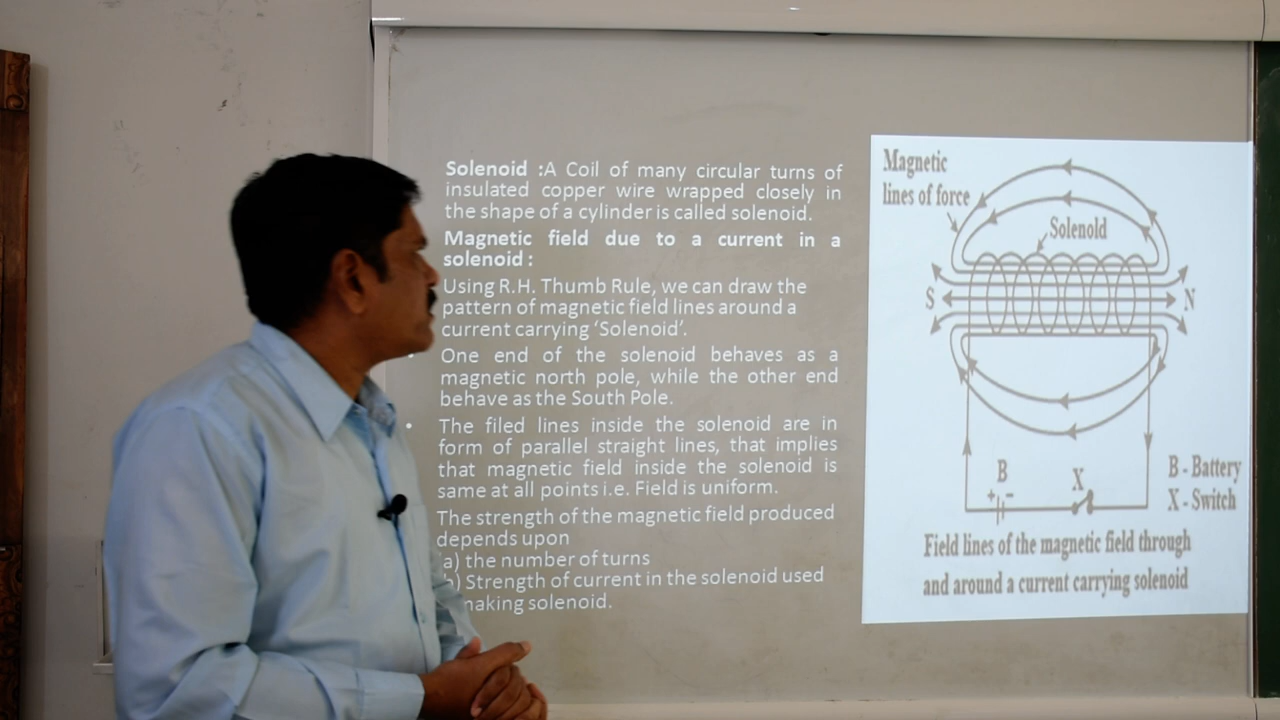 Solenoid :A Coil of many circular turns of
insulated copper wire wrapped closely in
the shape of a cylinder is called solenoid.
Magnetic field due to a current in a
solenoid :
Using R.H. Thumb Rule, we can draw the
pattern of magnetic field lines around a
current carrying ‘Solenoid’.
• One end of the solenoid behaves as a
magnetic north pole, while the other end
behave as the South Pole.
• The filed lines inside the solenoid are in
form of parallel straight lines, that implies
that magnetic field inside the solenoid is
same at all points i.e. Field is uniform.
The strength of the magnetic field produced
depends upon
a) the number of turns
) Strength of current in the solenoid used
making solenoid.
Magnetic
lines of force
Solenold
S
N
B
+ -
X
B - Battery
X - Switch
Field lines of the magnetic field through
and around a current carrying solenoid